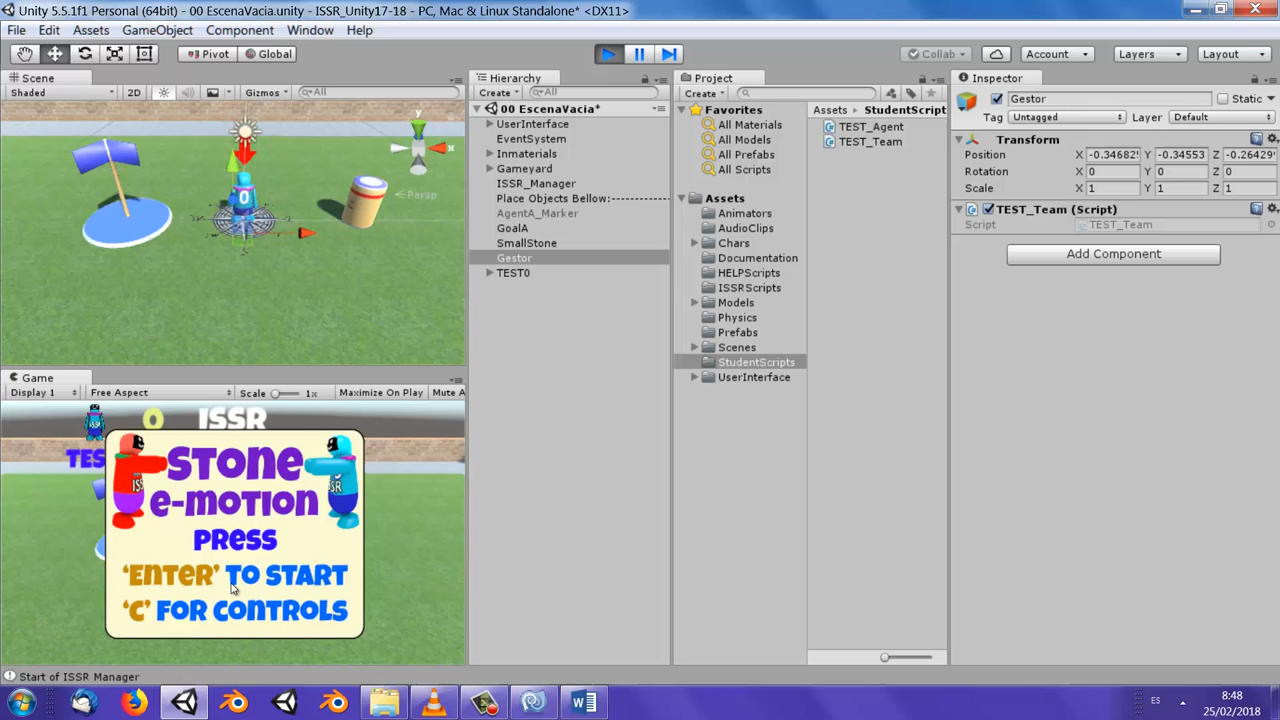 Unity 5.5.1f1 Personal (64bit) - 00 EscenaVacia.unity - ISSR_Unity17-18 - PC, Mac & Linux Standalone* <DX11>
File Edit Assets GameObject Component Window Help
Pivot Global Collab Account Layers Layout
Scene
Shaded 2D Gizmos All
y
x
Persp
0
Game
Display 1 Free Aspect Scale 1x Maximize On Play Mute A
0 ISSR
TES
STONE
e-motion
PRESS
'Enter' TO START
'C' FOR CONTROLS
Hierarchy
Create All
00 EscenaVacia*
UserInterface
EventSystem
Inmaterials
Gameyard
ISSR_Manager
Place Objects Bellow:------------
AgentA_Marker
GoalA
SmallStone
Gestor
TEST0
Project
Create
Favorites
All Materials
All Models
All Prefabs
All Scripts
Assets
Animators
AudioClips
Chars
Documentation
HELPScripts
ISSRScripts
Models
Physics
Prefabs
Scenes
StudentScripts
UserInterface
Assets StudentScript
TEST_Agent
TEST_Team
Inspector
Gestor Static
Tag Untagged Layer Default
Transform
Position X -0.34682 Y -0.34553 Z -0.26429
Rotation X 0 Y 0 Z 0
Scale X 1 Y 1 Z 1
TEST_Team (Script)
Script TEST_Team
Add Component
Start of ISSR Manager
ES
8:48
25/02/2018